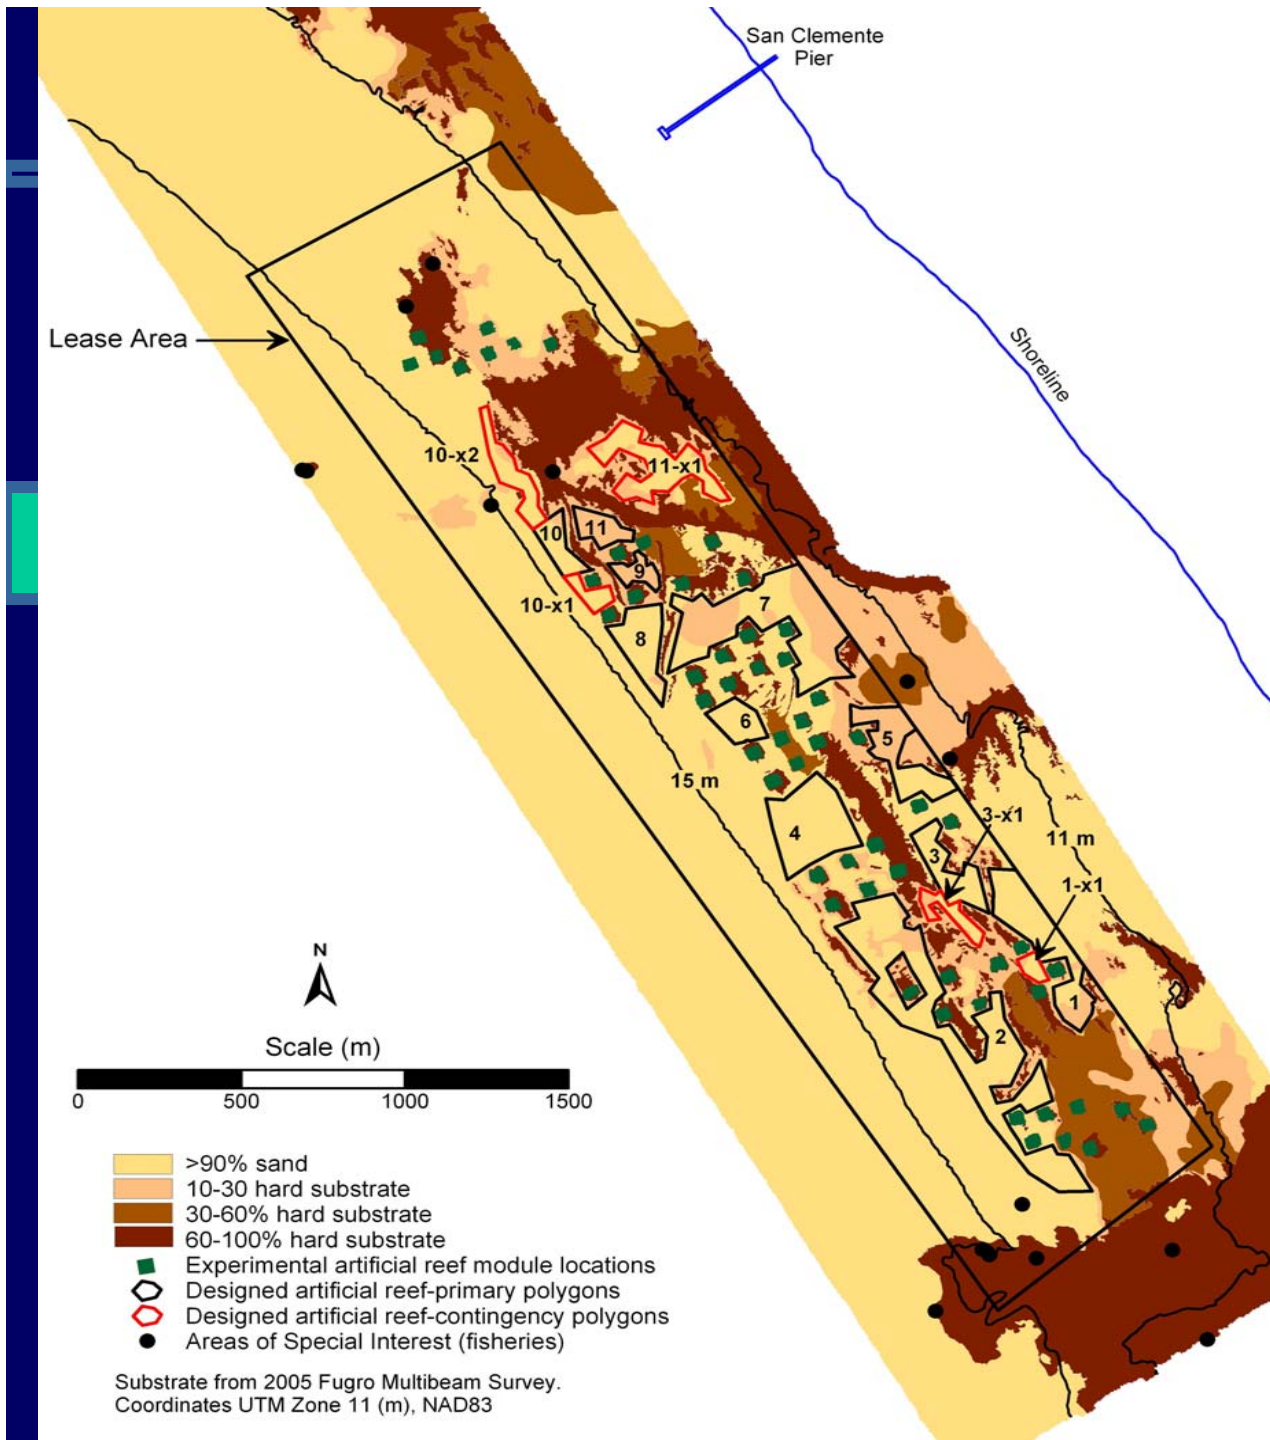 San Clemente
Pier
Lease Area
Shoreline
10-x2
11-x1
10
11
9
10-x1
7
8
6
5
15 m
4
3-x1
3
11 m
1-x1
1
2
N
Scale (m)
0 500 1000 1500
>90% sand
10-30 hard substrate
30-60% hard substrate
60-100% hard substrate
Experimental artificial reef module locations
Designed artificial reef-primary polygons
Designed artificial reef-contingency polygons
Areas of Special Interest (fisheries)
Substrate from 2005 Fugro Multibeam Survey.
Coordinates UTM Zone 11 (m), NAD83